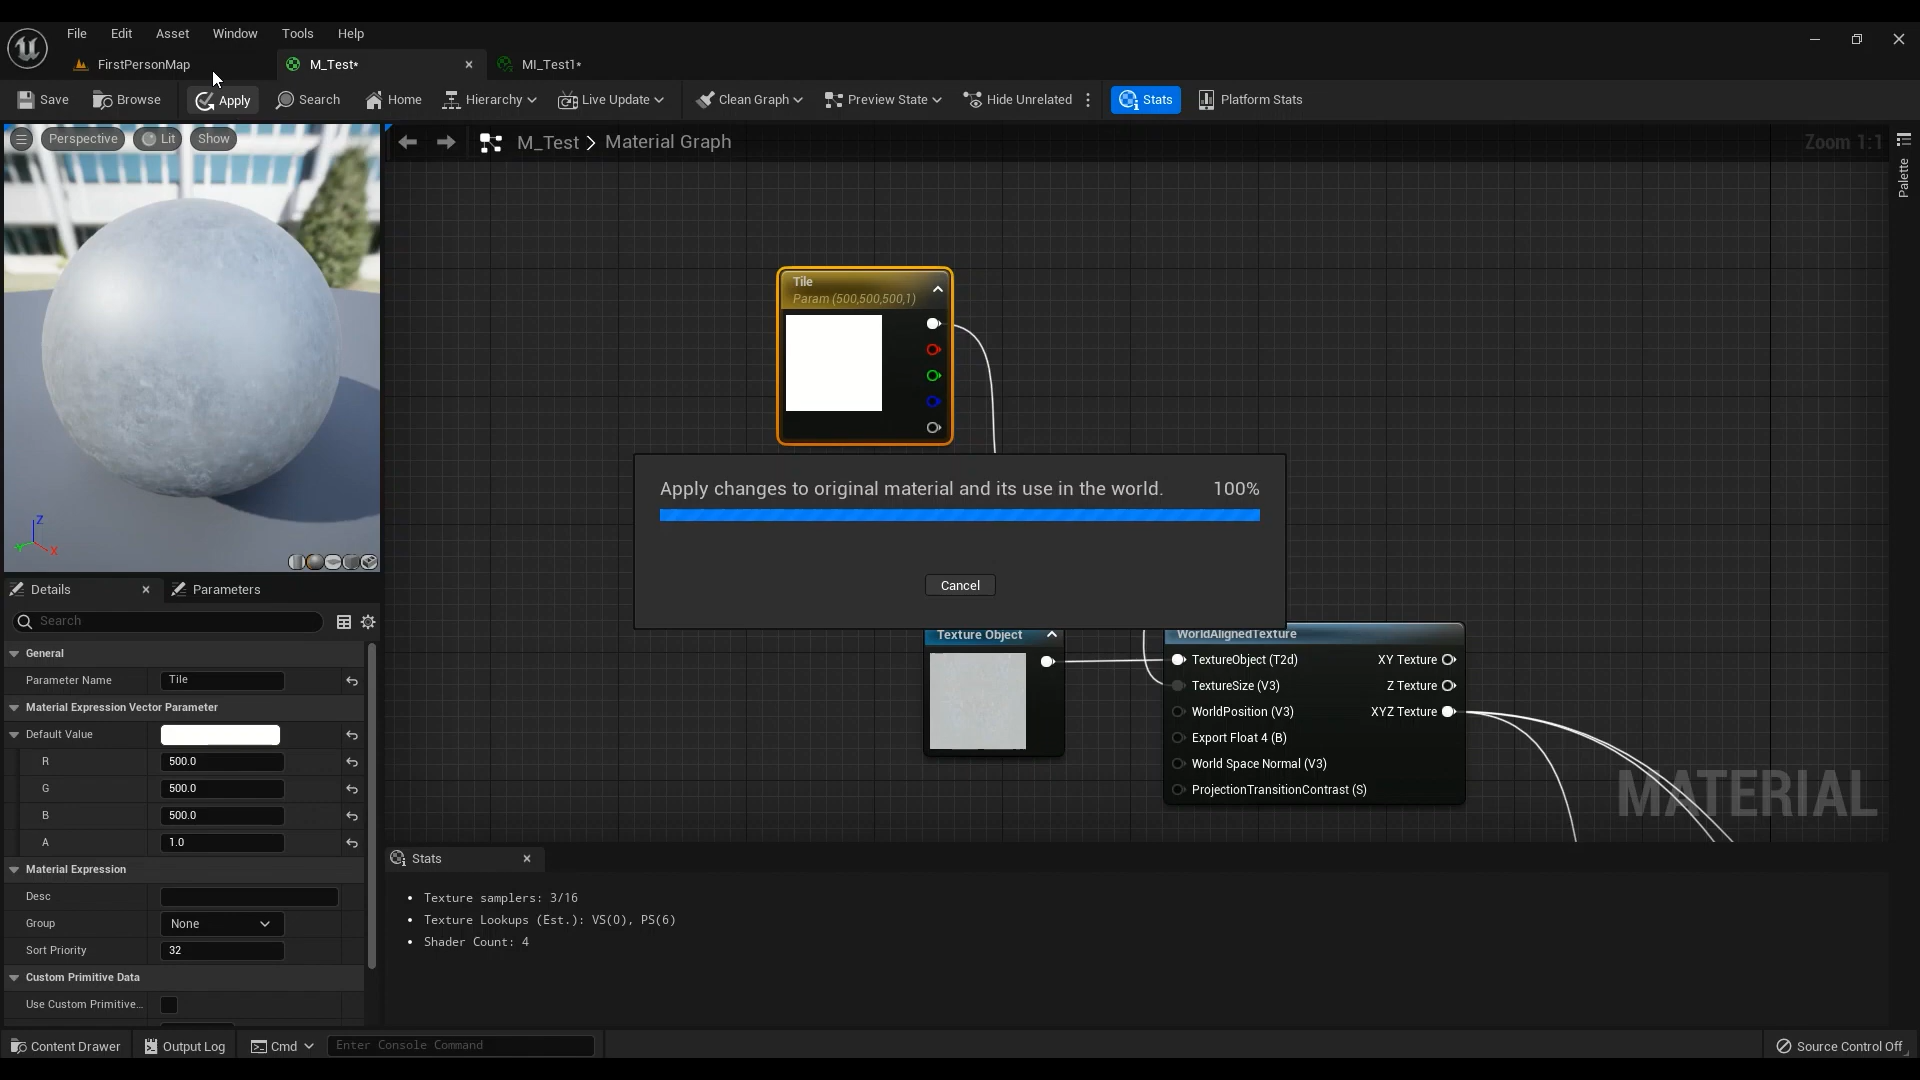 File Edit Asset Window Tools Help
FirstPersonMap M_Test* MI_Test1*
Save Browse Apply Search Home Hierarchy Live Update Clean Graph Preview State Hide Unrelated Stats Platform Stats
Perspective Lit Show
M_Test > Material Graph Zoom 1:1
Palette
Tile
Param (500,500,500,1)
Apply changes to original material and its use in the world. 100%
Cancel
Z
Y X
Details Parameters
Search
General
Parameter Name Tile
Material Expression Vector Parameter
Default Value
R 500.0
G 500.0
B 500.0
A 1.0
Material Expression
Desc
Group None
Sort Priority 32
Custom Primitive Data
Use Custom Primitive...
Texture Object
WorldAlignedTexture
TextureObject (T2d) XY Texture
TextureSize (V3) Z Texture
WorldPosition (V3) XYZ Texture
Export Float 4 (B)
World Space Normal (V3)
ProjectionTransitionContrast (S)
MATERIAL
Stats
• Texture samplers: 3/16
• Texture Lookups (Est.): VS(0), PS(6)
• Shader Count: 4
Content Drawer Output Log Cmd Enter Console Command Source Control Off